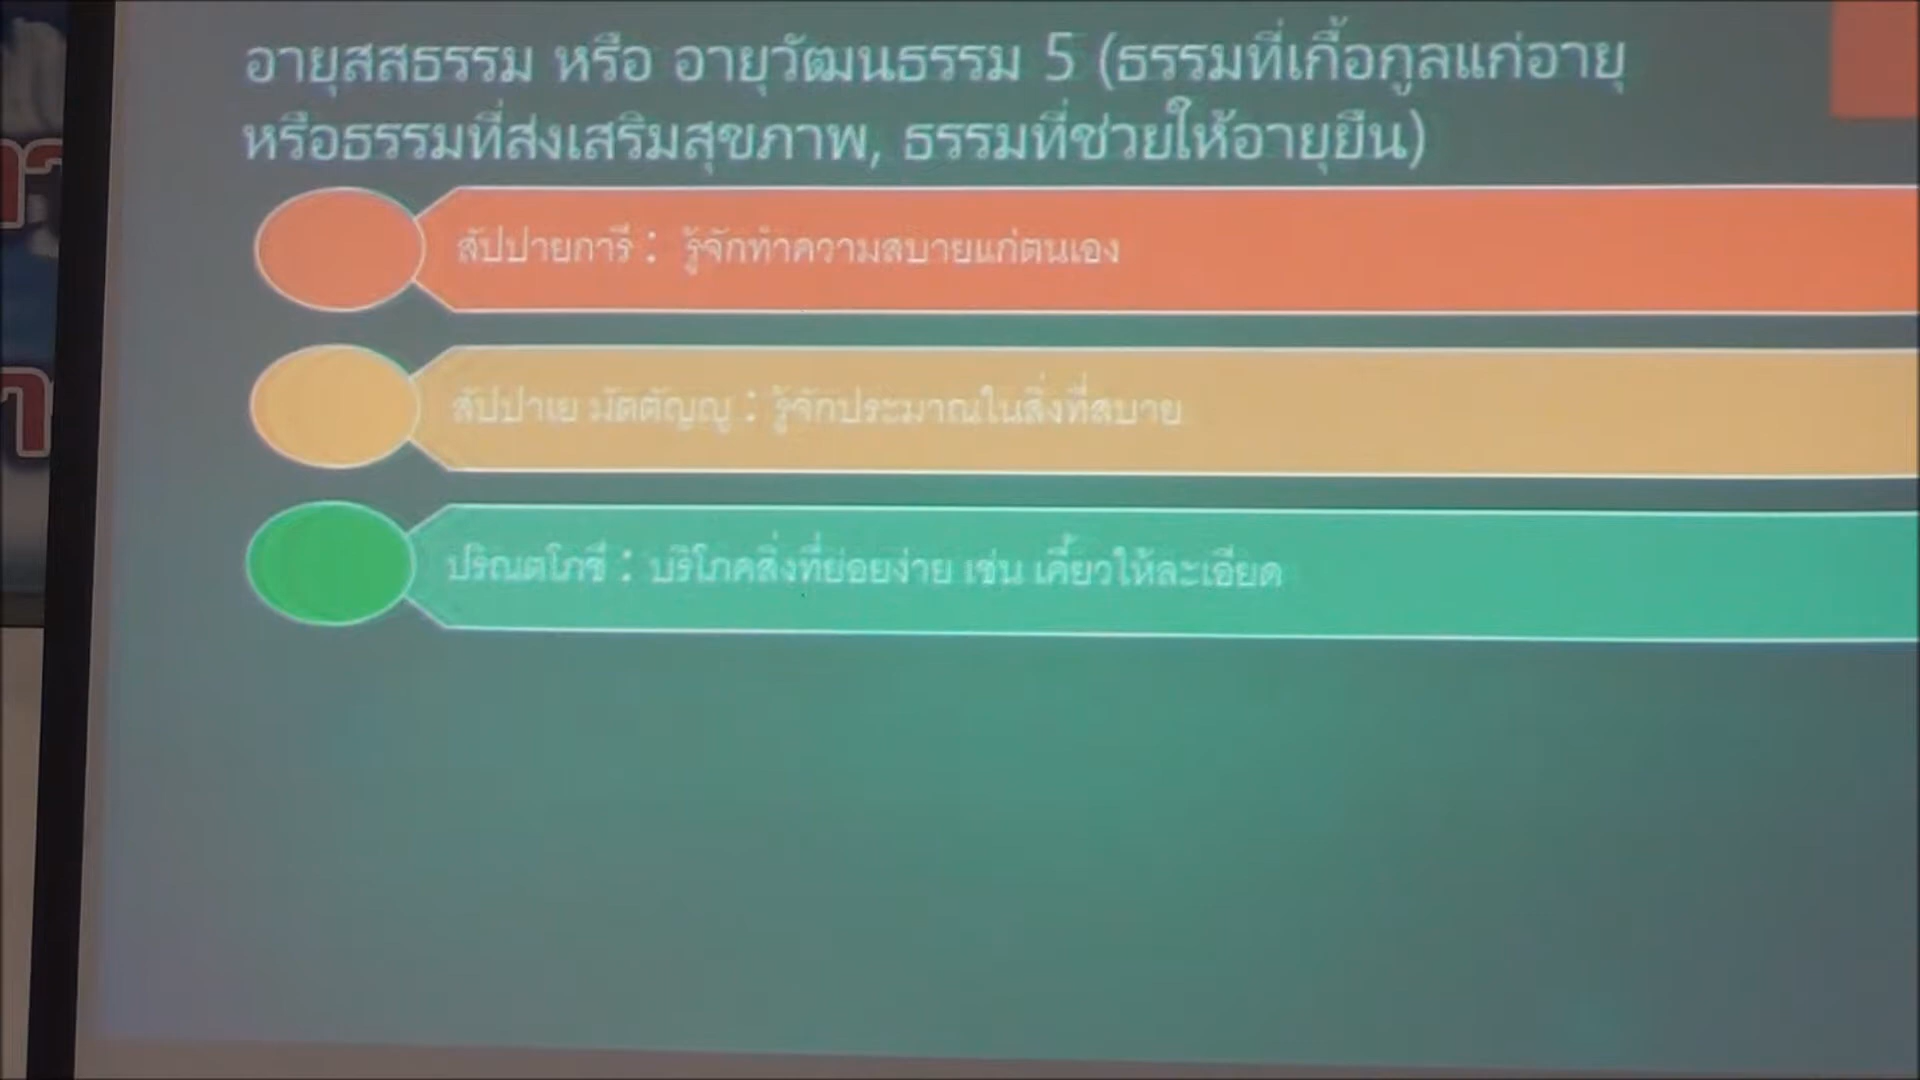 อายุสสธรรม หรือ อายุวัฒนธรรม 5 (ธรรมที่เกื้อกูลแก่อายุ
หรือธรรมที่ส่งเสริมสุขภาพ, ธรรมที่ช่วยให้อายุยืน)
สัปปายการี : รู้จักทำความสบายแก่ตนเอง
สัปปาเย มัตตัญญู : รู้จักประมาณในสิ่งที่สบาย
ปริณตโภชี : บริโภคสิ่งที่ย่อยง่าย เช่น เคี้ยวให้ละเอียด